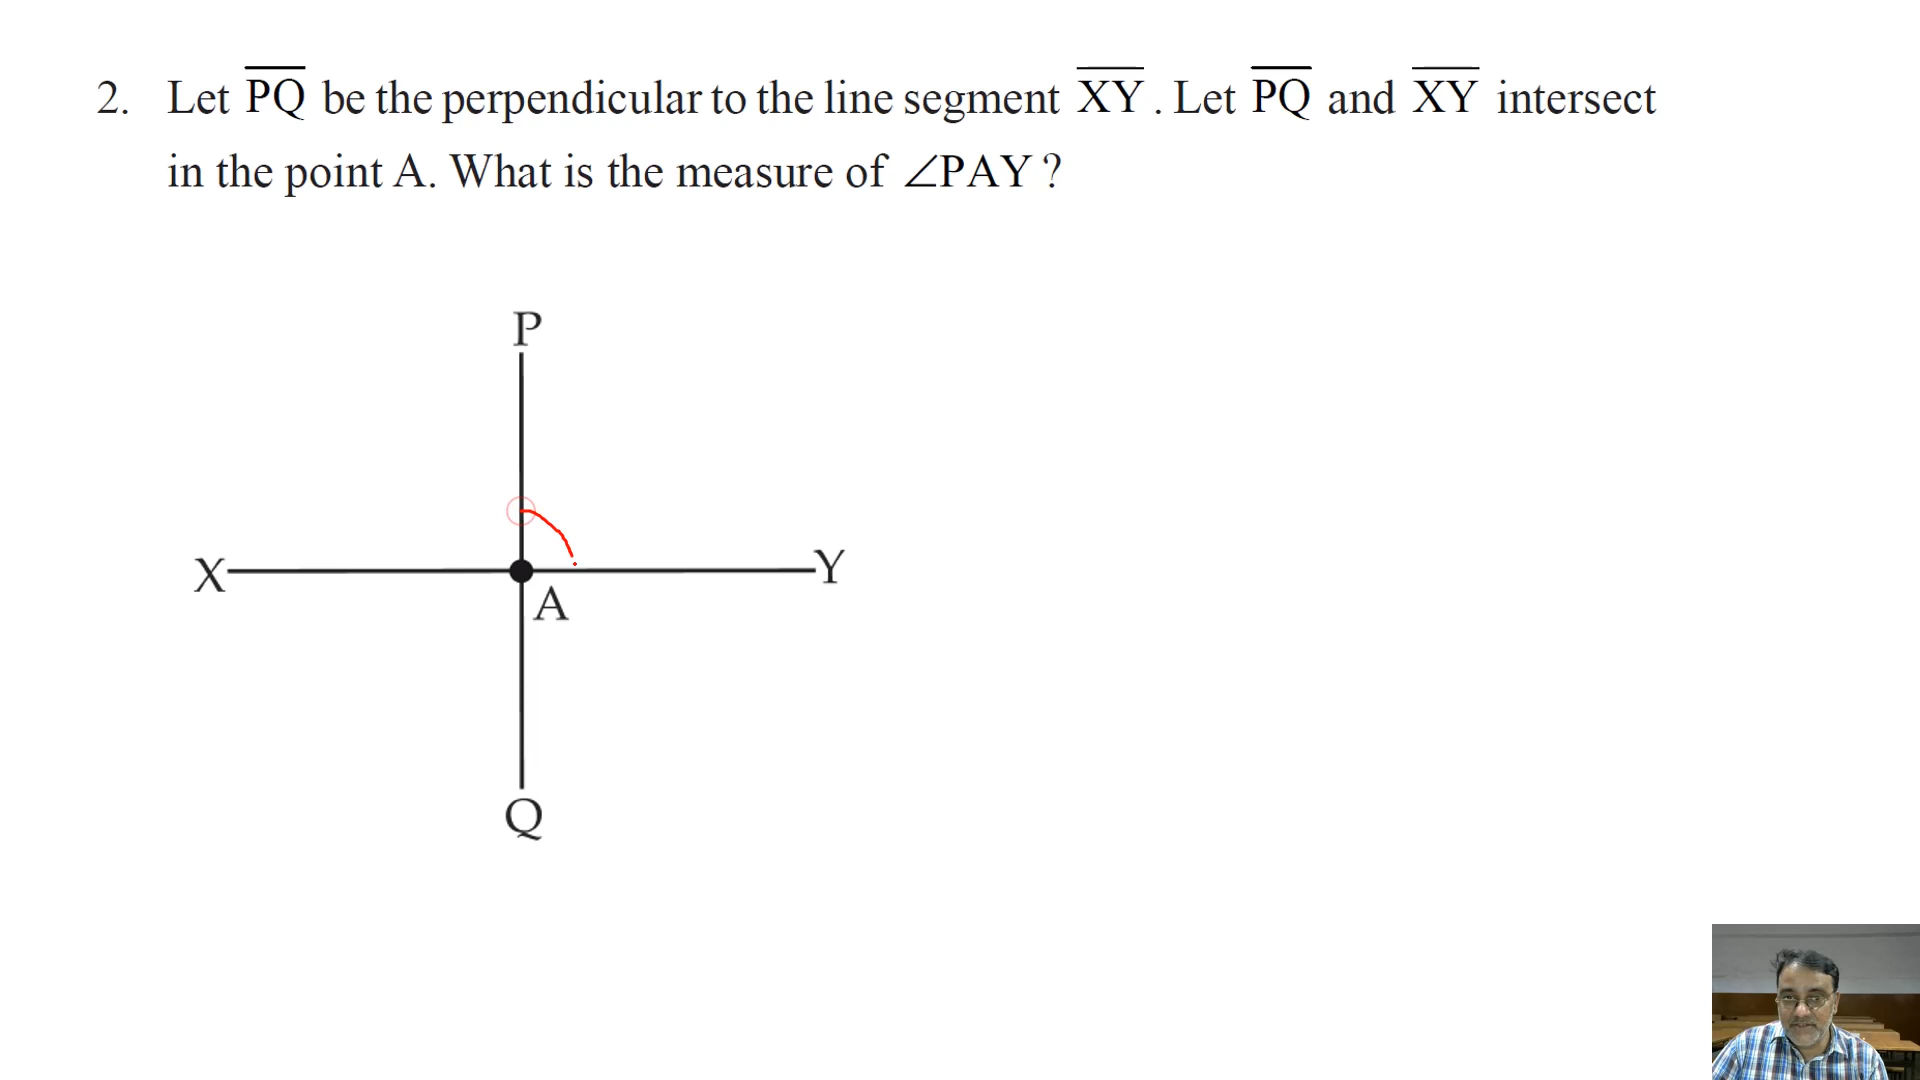 2. Let PQ be the perpendicular to the line segment XY . Let PQ and XY intersect
in the point A. What is the measure of ∠PAY ?
P
X
Y
A
Q